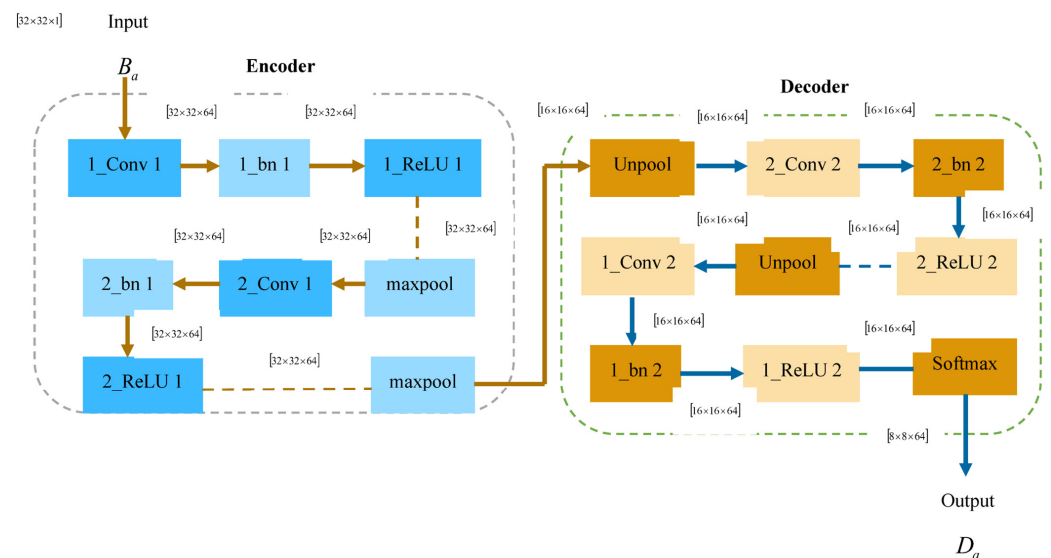 [32×32×1]
Input
B_a
Encoder
Decoder
[32×32×64]
[32×32×64]
[16×16×64]
[16×16×64]
[16×16×64]
1_Conv 1
1_bn 1
1_ReLU 1
Unpool
2_Conv 2
2_bn 2
[32×32×64]
[32×32×64]
[32×32×64]
[16×16×64]
[16×16×64]
[16×16×64]
2_bn 1
2_Conv 1
maxpool
1_Conv 2
Unpool
2_ReLU 2
[32×32×64]
[32×32×64]
[16×16×64]
[16×16×64]
2_ReLU 1
maxpool
1_bn 2
1_ReLU 2
Softmax
[16×16×64]
[8×8×64]
Output
D_a